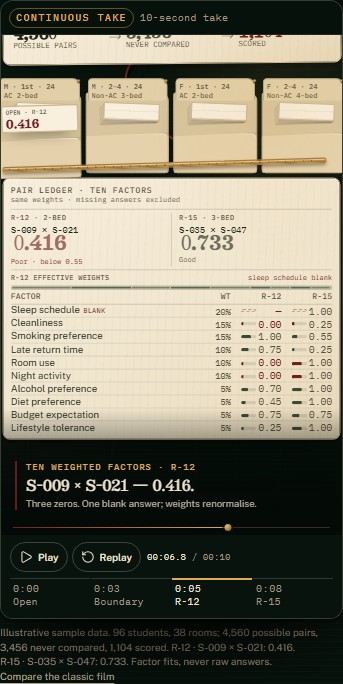 CONTINUOUS TAKE 10-second take
POSSIBLE PAIRS NEVER COMPARED SCORED
M · 1st · 24 M · 2-4 · 24 F · 1st · 24 F · 2-4 · 24
AC 2-bed Non-AC 3-bed AC 2-bed Non-AC 4-bed
OPEN · R-12
0.416
PAIR LEDGER · TEN FACTORS
same weights · missing answers excluded
R-12 · 2-BED R-15 · 3-BED
S-009 × S-021 S-035 × S-047
0.416 0.733
Poor · below 0.55 Good
R-12 EFFECTIVE WEIGHTS sleep schedule blank
FACTOR WT R-12 R-15
Sleep schedule BLANK 20% — 1.00
Cleanliness 15% 0.00 0.25
Smoking preference 15% 1.00 0.55
Late return time 10% 0.75 0.25
Room use 10% 0.00 1.00
Night activity 10% 0.00 1.00
Alcohol preference 5% 0.70 1.00
Diet preference 5% 0.45 1.00
Budget expectation 5% 0.75 0.75
Lifestyle tolerance 5% 0.25 1.00
TEN WEIGHTED FACTORS · R-12
S-009 × S-021 — 0.416.
Three zeros. One blank answer; weights renormalise.
Play Replay 00:06.8 / 00:10
0:00 0:03 0:05 0:08
Open Boundary R-12 R-15
Illustrative sample data. 96 students, 38 rooms; 4,560 possible pairs,
3,456 never compared, 1,104 scored. R-12 · S-009 × S-021: 0.416.
R-15 · S-035 × S-047: 0.733. Factor fits, never raw answers.
Compare the classic film